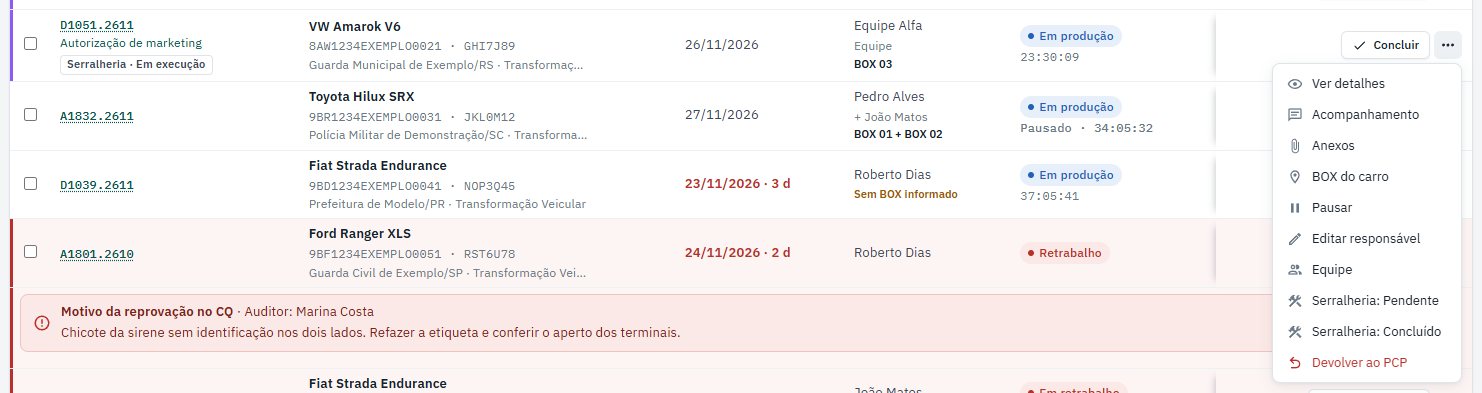 D1051.2611
Autorização de marketing
Serralheria · Em execução
VW Amarok V6
8AW1234EXEMPLO0021 · GHI7J89
Guarda Municipal de Exemplo/RS · Transformaç...
26/11/2026
Equipe Alfa
Equipe
BOX 03
Em produção
23:30:09
Concluir
A1832.2611
Toyota Hilux SRX
9BR1234EXEMPLO0031 · JKL0M12
Polícia Militar de Demonstração/SC · Transforma...
27/11/2026
Pedro Alves
+ João Matos
BOX 01 + BOX 02
Em produção
Pausado · 34:05:32
D1039.2611
Fiat Strada Endurance
9BD1234EXEMPLO0041 · NOP3Q45
Prefeitura de Modelo/PR · Transformação Veicular
23/11/2026 · 3 d
Roberto Dias
Sem BOX informado
Em produção
37:05:41
A1801.2610
Ford Ranger XLS
9BF1234EXEMPLO0051 · RST6U78
Guarda Civil de Exemplo/SP · Transformação Vei...
24/11/2026 · 2 d
Roberto Dias
Retrabalho
Motivo da reprovação no CQ · Auditor: Marina Costa
Chicote da sirene sem identificação nos dois lados. Refazer a etiqueta e conferir o aperto dos terminais.
Fiat Strada Endurance
João Matos
Em retrabalho
Ver detalhes
Acompanhamento
Anexos
BOX do carro
Pausar
Editar responsável
Equipe
Serralheria: Pendente
Serralheria: Concluído
Devolver ao PCP